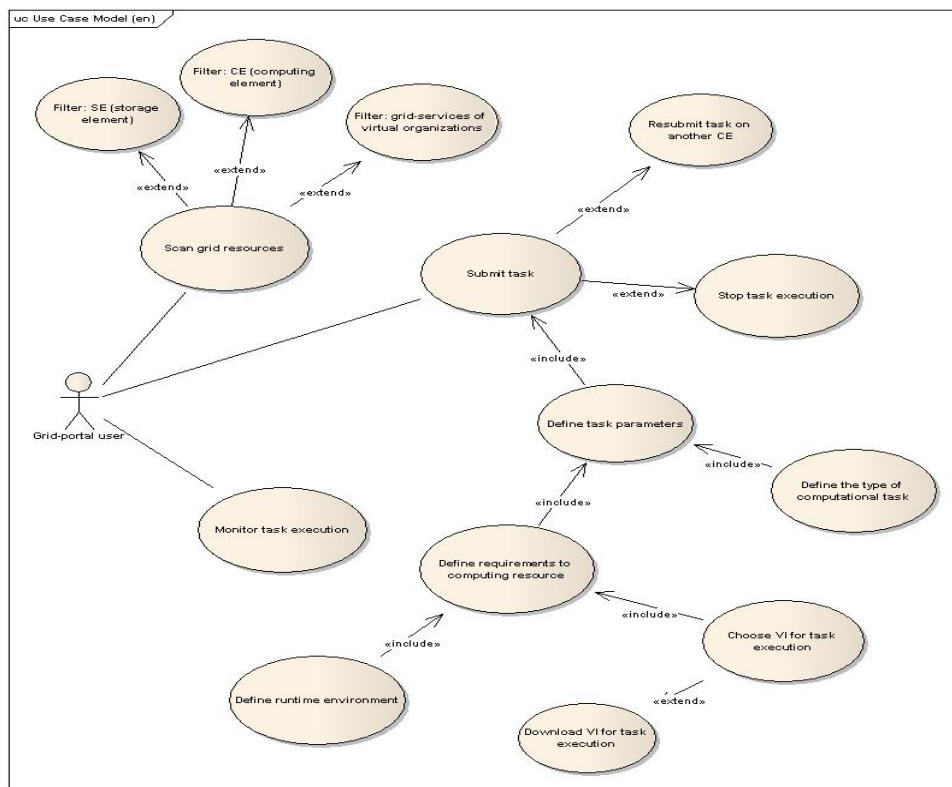 uc Use Case Model (en)
Filter: CE (computing
element)
Filter: SE (storage
element)
Filter: grid-services of
virtual organizations
Resubmit task on
another CE
«extend»
«extend»
«extend»
«extend»
Scan grid resources
Submit task
«extend»
Stop task execution
«include»
Grid-portal user
Define task parameters
«include»
Define the type of
computational task
«include»
Monitor task execution
Define requirements to
computing resource
«include»
«include»
Choose VI for task
execution
Define runtime environment
«extend»
Download VI for task
execution